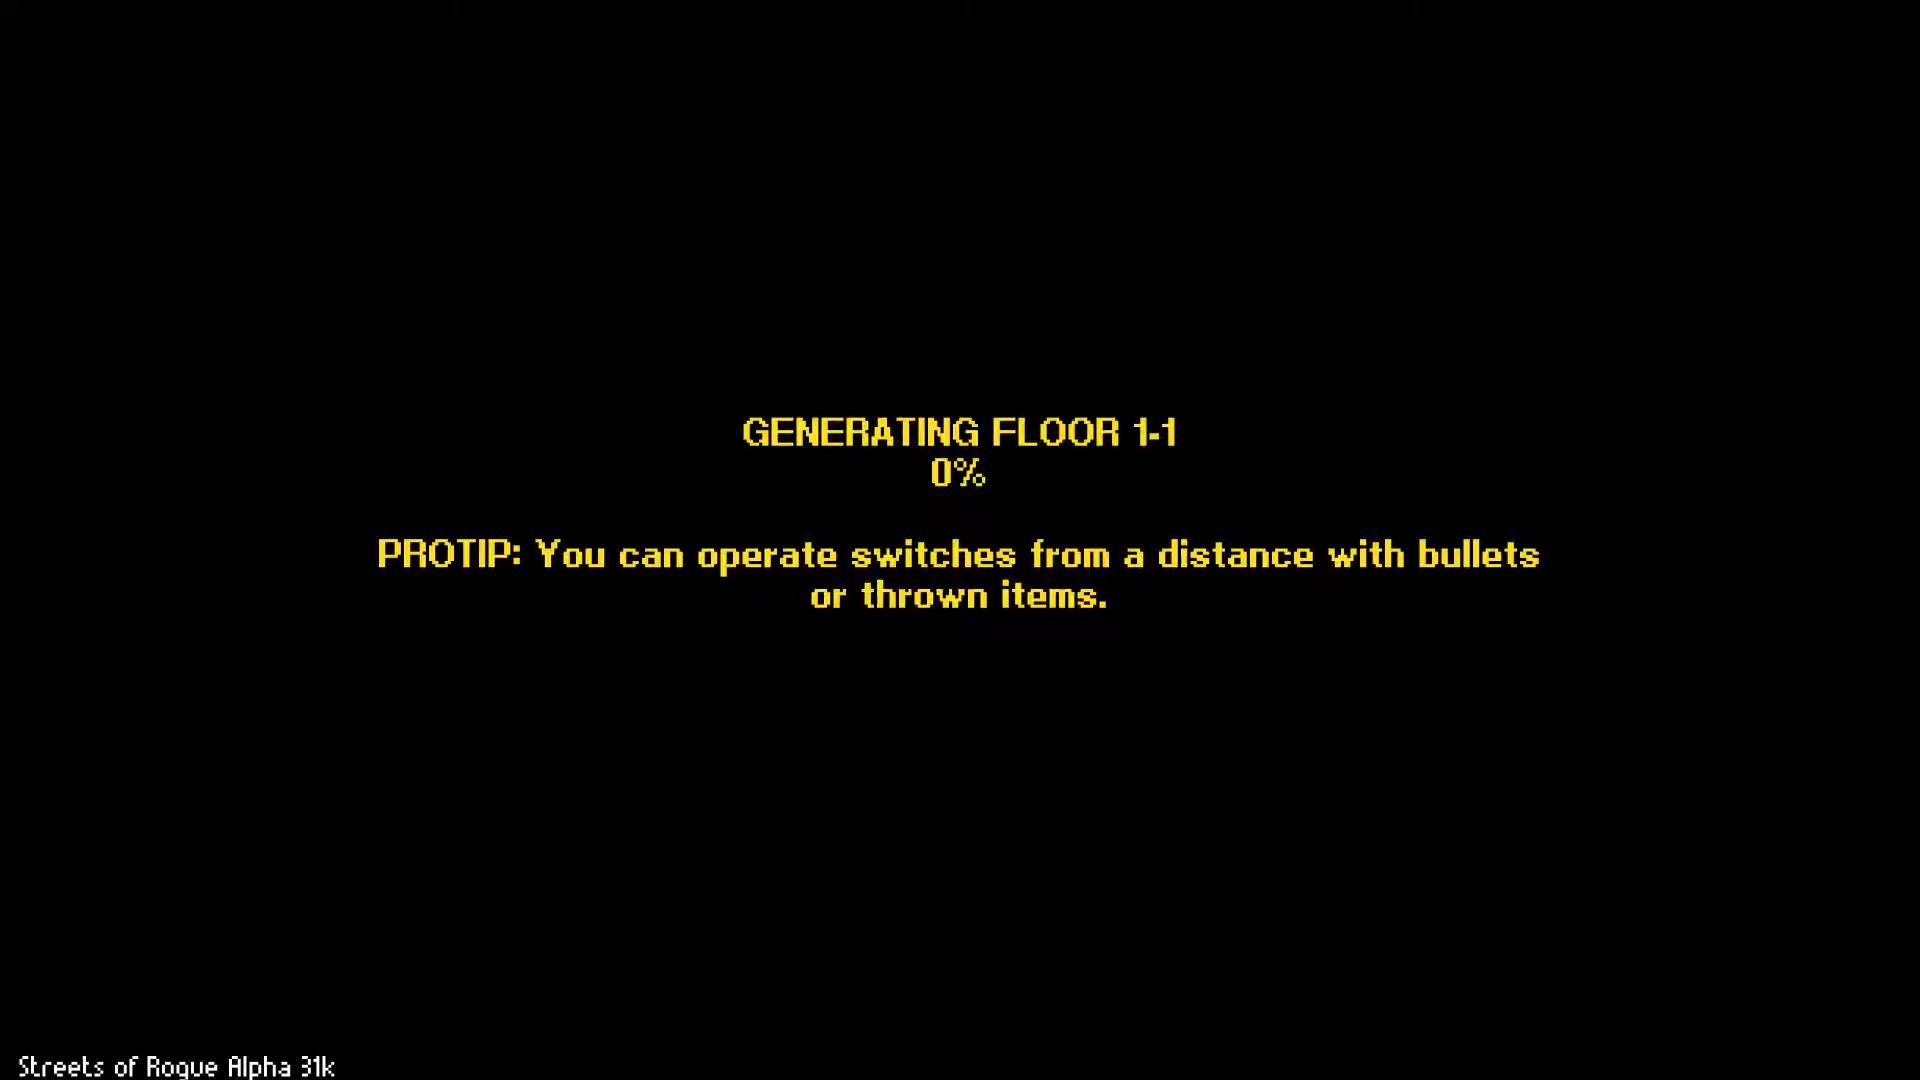 GENERATING FLOOR 1-1
0%
PROTIP: You can operate switches from a distance with bullets
or thrown items.
Streets of Rogue Alpha 31k